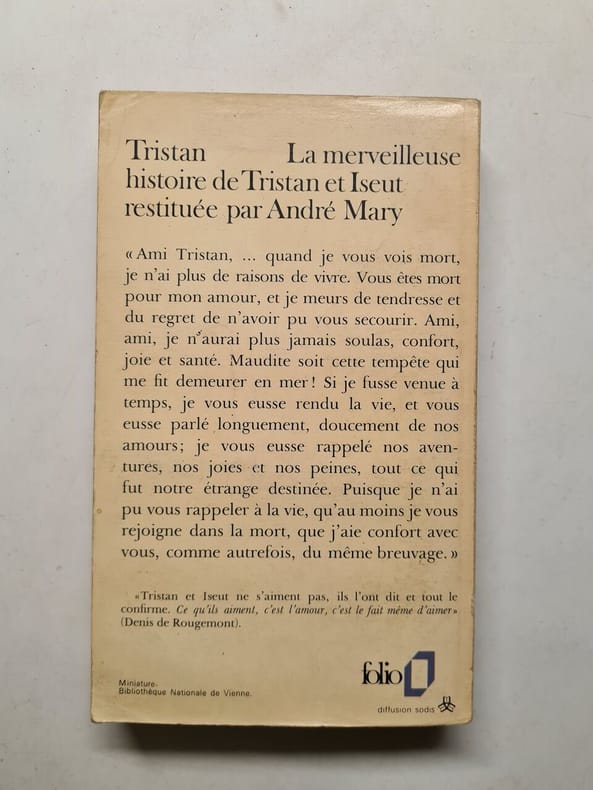 Tristan La merveilleuse
histoire de Tristan et Iseut
restituée par André Mary
« Ami Tristan, ... quand je vous vois mort,
je n'ai plus de raisons de vivre. Vous êtes mort
pour mon amour, et je meurs de tendresse et
du regret de n'avoir pu vous secourir. Ami,
ami, je n'aurai plus jamais soulas, confort,
joie et santé. Maudite soit cette tempête qui
me fit demeurer en mer ! Si je fusse venue à
temps, je vous eusse rendu la vie, et vous
eusse parlé longuement, doucement de nos
amours ; je vous eusse rappelé nos aven-
tures, nos joies et nos peines, tout ce qui
fut notre étrange destinée. Puisque je n'ai
pu vous rappeler à la vie, qu'au moins je vous
rejoigne dans la mort, que j'aie confort avec
vous, comme autrefois, du même breuvage. »
« Tristan et Iseut ne s'aiment pas, ils l'ont dit et tout le
confirme. Ce qu'ils aiment, c'est l'amour, c'est le fait même d'aimer »
(Denis de Rougemont).
folio
Miniature.
Bibliothèque Nationale de Vienne.
diffusion sodis